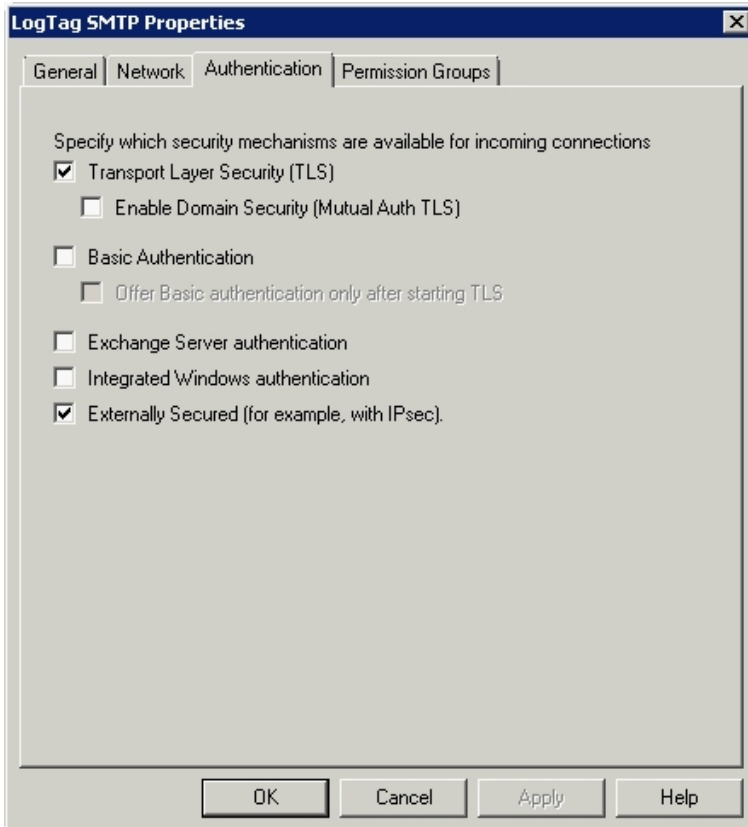 LogTag SMTP Properties
General Network Authentication Permission Groups
Specify which security mechanisms are available for incoming connections
Transport Layer Security (TLS)
Enable Domain Security (Mutual Auth TLS)
Basic Authentication
Offer Basic authentication only after starting TLS
Exchange Server authentication
Integrated Windows authentication
Externally Secured (for example, with IPsec).
OK Cancel Apply Help